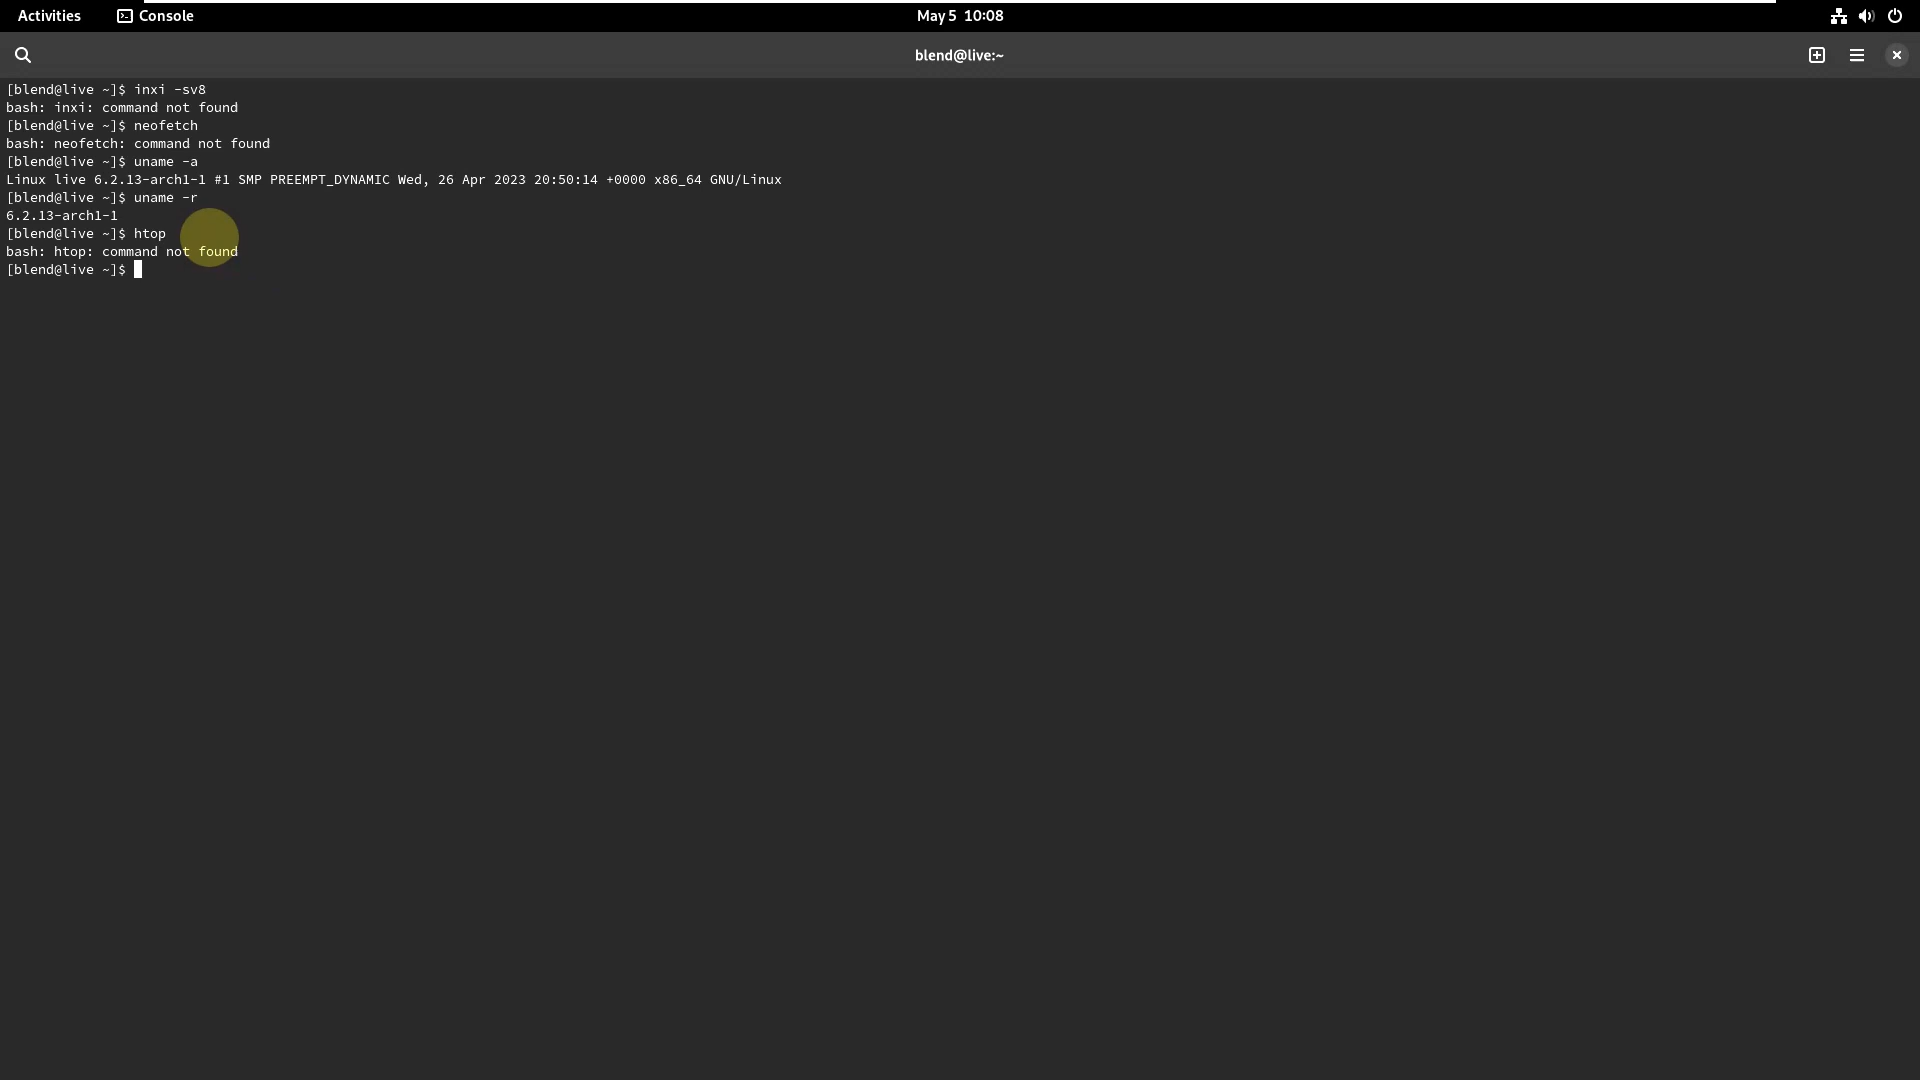 Activities Console May 5 10:08
blend@live:~
[blend@live ~]$ inxi -sv8
bash: inxi: command not found
[blend@live ~]$ neofetch
bash: neofetch: command not found
[blend@live ~]$ uname -a
Linux live 6.2.13-arch1-1 #1 SMP PREEMPT_DYNAMIC Wed, 26 Apr 2023 20:50:14 +0000 x86_64 GNU/Linux
[blend@live ~]$ uname -r
6.2.13-arch1-1
[blend@live ~]$ htop
bash: htop: command not found
[blend@live ~]$